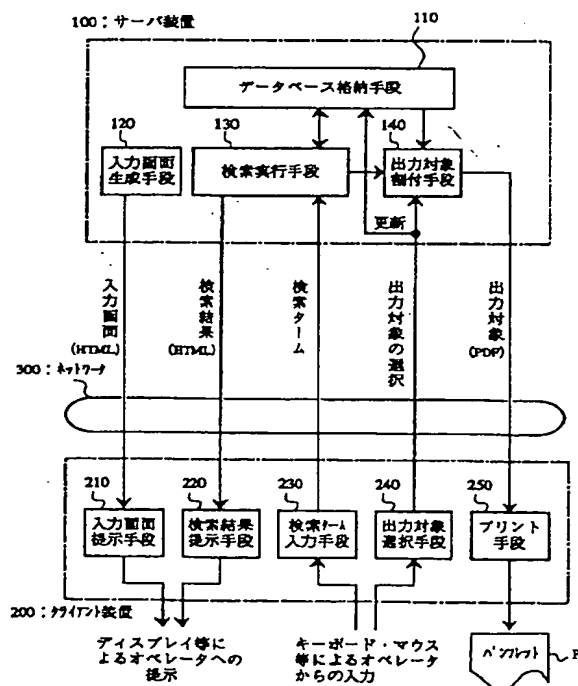 100：サーバ装置
110
データベース格納手段
120
入力画面
生成手段
130
検索実行手段
140
出力対象
割付手段
更新
入力画面
(HTML)
検索結果
(HTML)
検索ターム
出力対象の選択
出力対象
(PDF)
300：ネットワータ
210
入力画面
提示手段
220
検索結果
提示手段
230
検索ターム
入力手段
240
出力対象
選択手段
250
プリント
手段
200：クライアント装置
ディスプレイ等に
よるオペレータへの
提示
キーボード・マウス
等によるオペレータ
からの入力
パンフレット
P